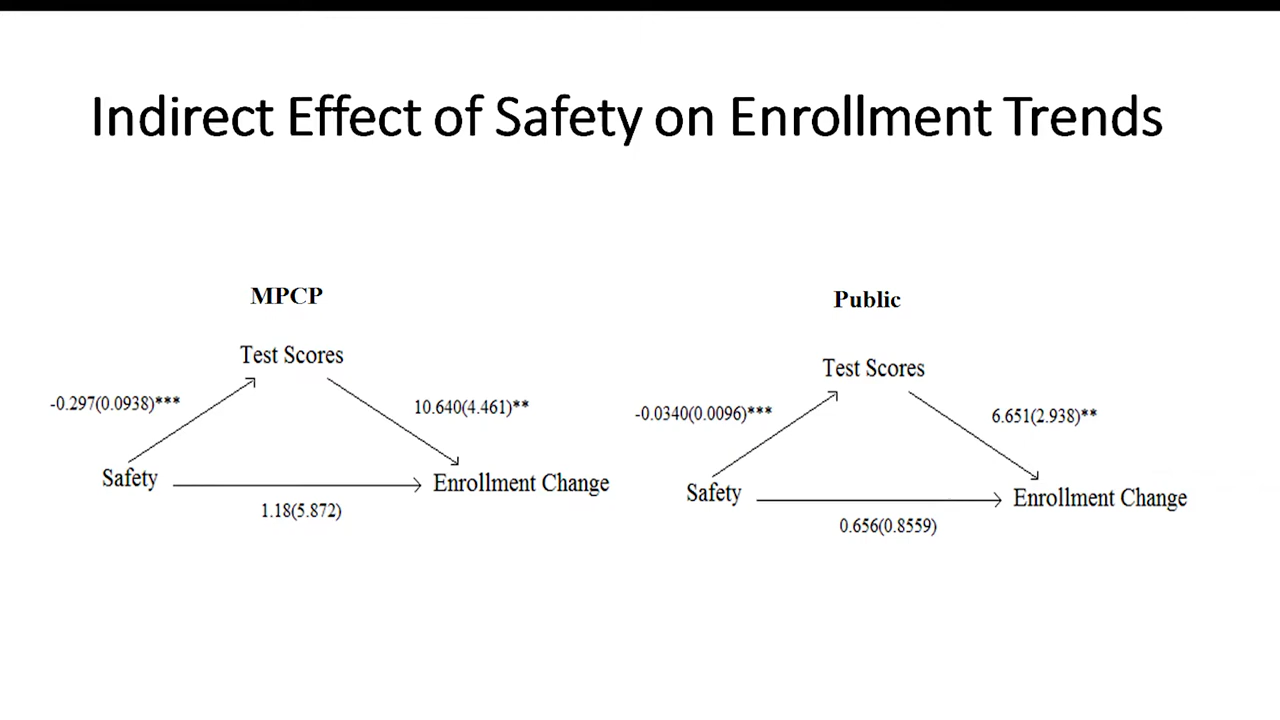 Indirect Effect of Safety on Enrollment Trends
MPCP
Test Scores
-0.297(0.0938)***
10.640(4.461)**
Safety
Enrollment Change
1.18(5.872)
Public
Test Scores
-0.0340(0.0096)***
6.651(2.938)**
Safety
Enrollment Change
0.656(0.8559)